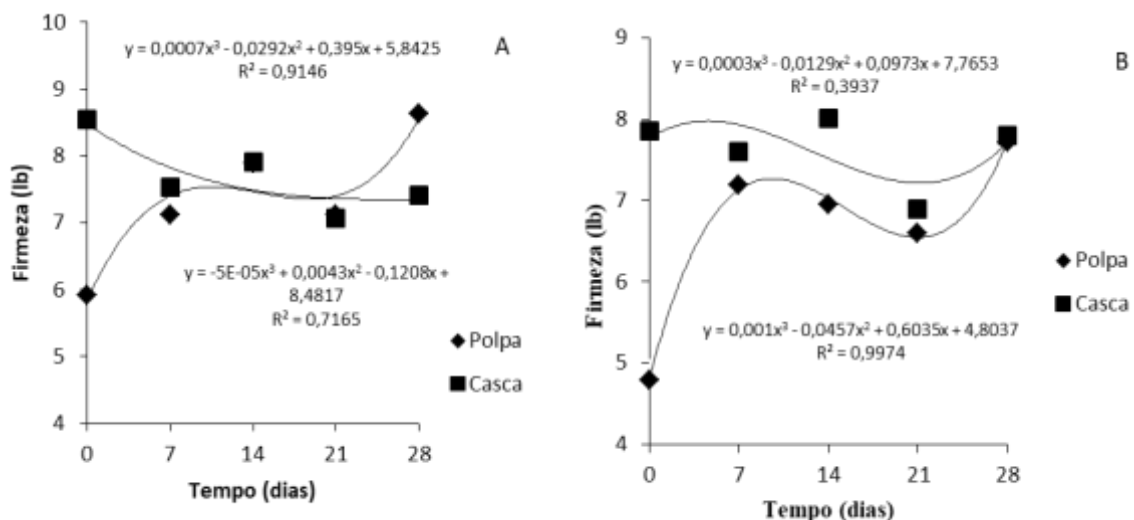 10
9
8
7
6
5
4
Firmeza (lb)
y = 0,0007x³ - 0,0292x² + 0,395x + 5,8425
R² = 0,9146
A
y = -5E-05x³ + 0,0043x² - 0,1208x +
8,4817
R² = 0,7165
Polpa
Casca
0 7 14 21 28
Tempo (dias)
9
8
7
6
5
4
Firmeza (lb)
y = 0,0003x³ - 0,0129x² + 0,0973x + 7,7653
R² = 0,3937
B
y = 0,001x³ - 0,0457x² + 0,6035x + 4,8037
R² = 0,9974
Polpa
Casca
0 7 14 21 28
Tempo (dias)